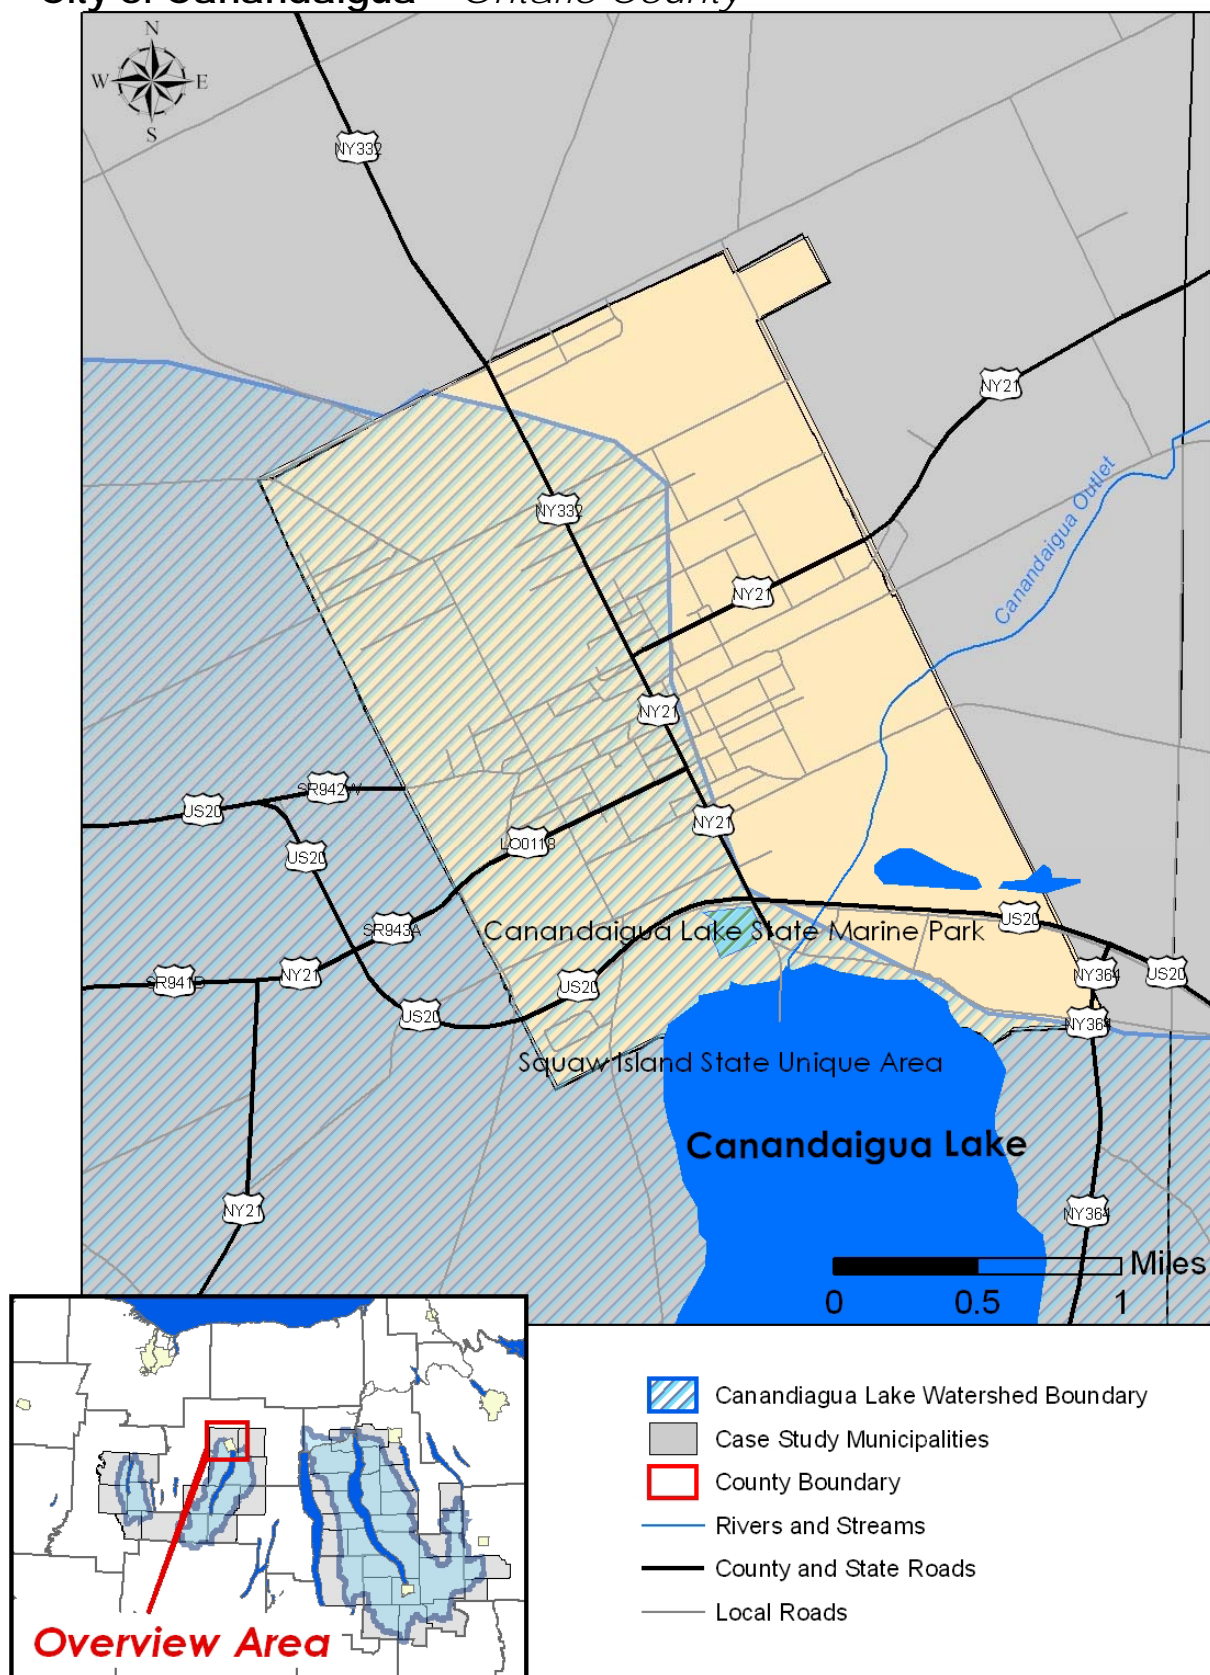 City of Canandaigua - Ontario County
N
W E
S
NY332
NY21
Canandaigua Outlet
NY332
NY21
NY21
SR942W
US20
NY21
LO0118
US20
US20
SR943A
Canandaigua Lake State Marine Park
NY21
SR941D
NY364
US20
US20
US20
NY364
Squaw Island State Unique Area
Canandaigua Lake
NY21
NY364
Miles
0 0.5 1
Canandiagua Lake Watershed Boundary
Case Study Municipalities
County Boundary
Rivers and Streams
County and State Roads
Local Roads
Overview Area